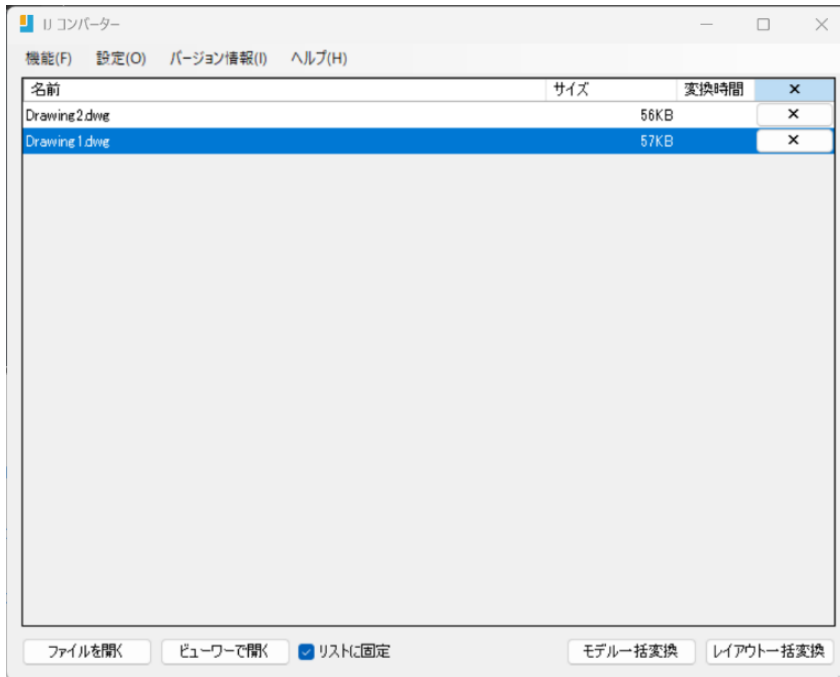 IJ コンバーター
機能(F) 設定(O) バージョン情報(I) ヘルプ(H)
名前 サイズ 変換時間 ×
Drawing2.dwg 56KB ×
Drawing1.dwg 57KB ×
ファイルを開く ビューワーで開く リストに固定 モデル一括変換 レイアウト一括変換